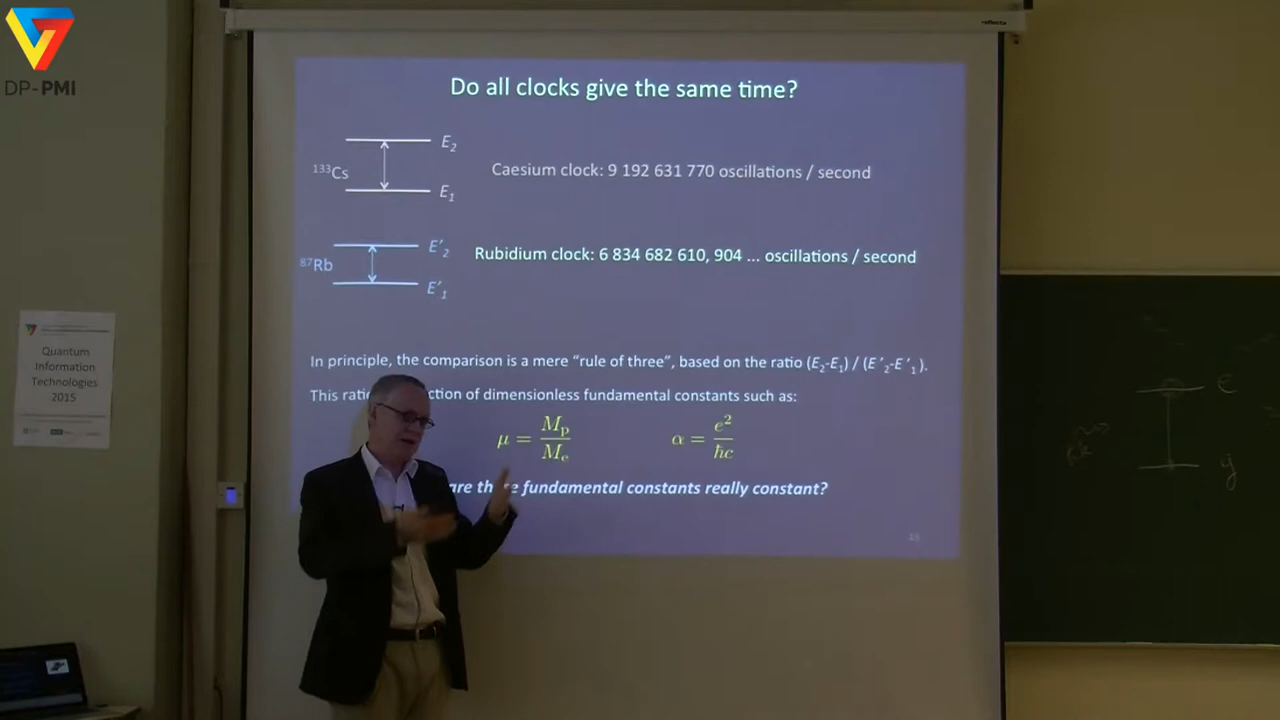 DP-PMI
reflecta
Do all clocks give the same time?
E₂
¹³³Cs
Caesium clock: 9 192 631 770 oscillations / second
E₁
E'₂
⁸⁷Rb
Rubidium clock: 6 834 682 610, 904 ... oscillations / second
E'₁
In principle, the comparison is a mere “rule of three”, based on the ratio (E₂-E₁) / (E'₂-E'₁).
This rati ction of dimensionless fundamental constants such as:
μ = Mₚ/Mₑ α = e²/ħc
are fundamental constants really constant?
Quantum
Information
Technologies
2015
e
g